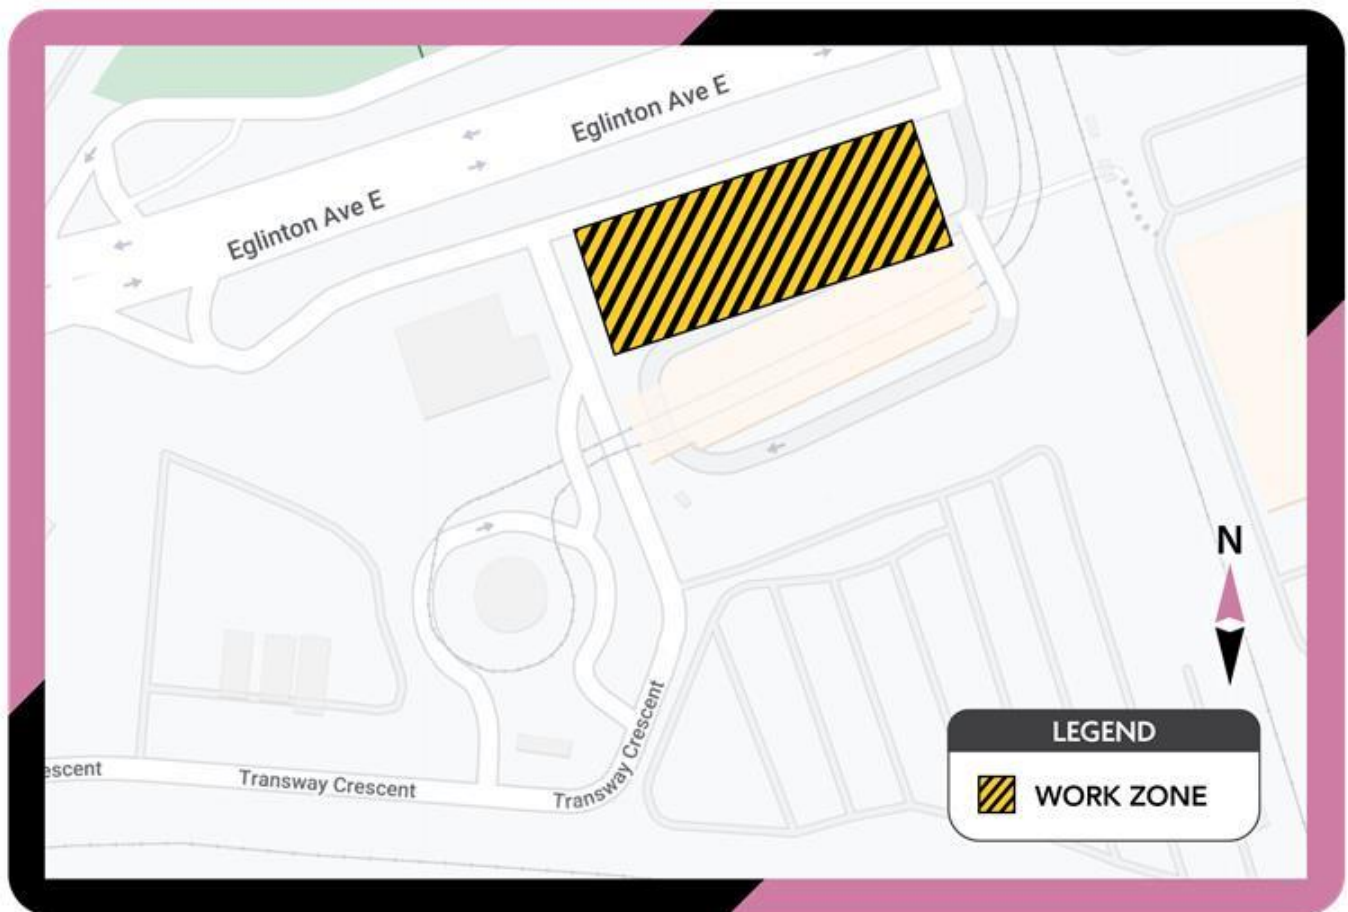 Eglinton Ave E
Eglinton Ave E
N
Transway Crescent
LEGEND
WORK ZONE
escent
Transway Crescent